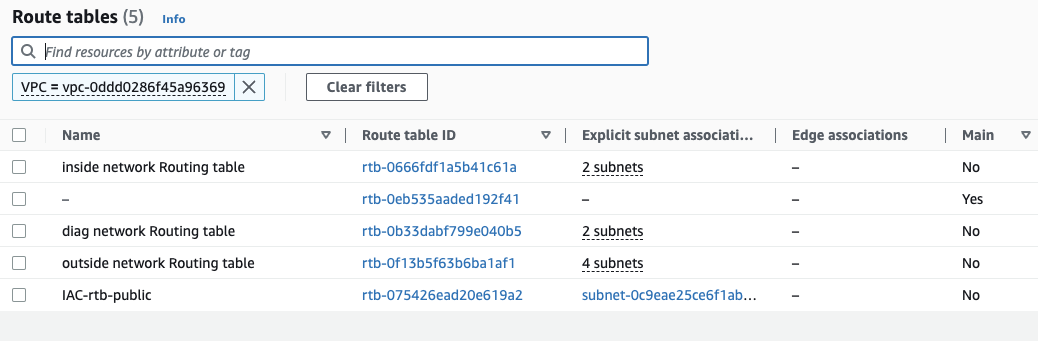 Route tables (5) Info
Find resources by attribute or tag
VPC = vpc-0ddd0286f45a96369 Clear filters
Name Route table ID Explicit subnet associati... Edge associations Main
inside network Routing table rtb-0666fdf1a5b41c61a 2 subnets – No
– rtb-0eb535aaded192f41 – – Yes
diag network Routing table rtb-0b33dabf799e040b5 2 subnets – No
outside network Routing table rtb-0f13b5f63b6ba1af1 4 subnets – No
IAC-rtb-public rtb-075426ead20e619a2 subnet-0c9eae25ce6f1ab... – No